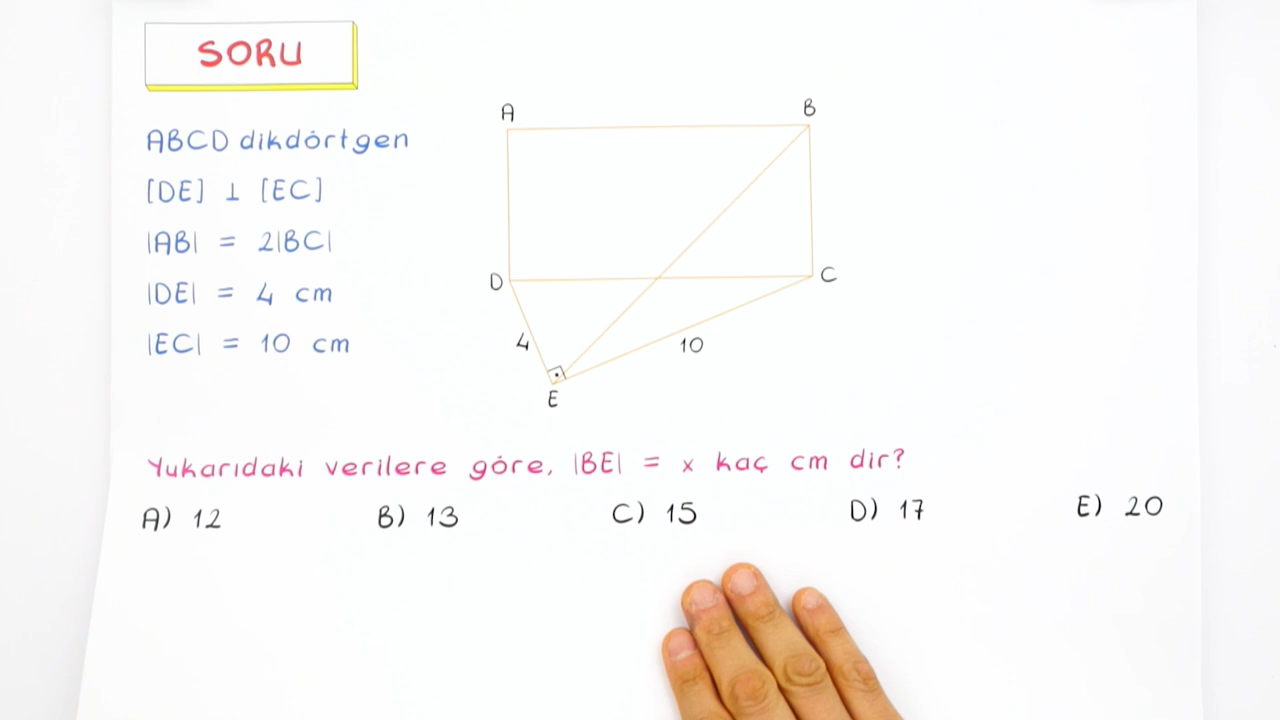 SORU
ABCD dikdörtgen
[DE] ⊥ [EC]
|AB| = 2|BC|
|DE| = 4 cm
|EC| = 10 cm
A
B
D
C
4
10
E
Yukarıdaki verilere göre, |BE| = x kaç cm dir?
A) 12 B) 13 C) 15 D) 17 E) 20